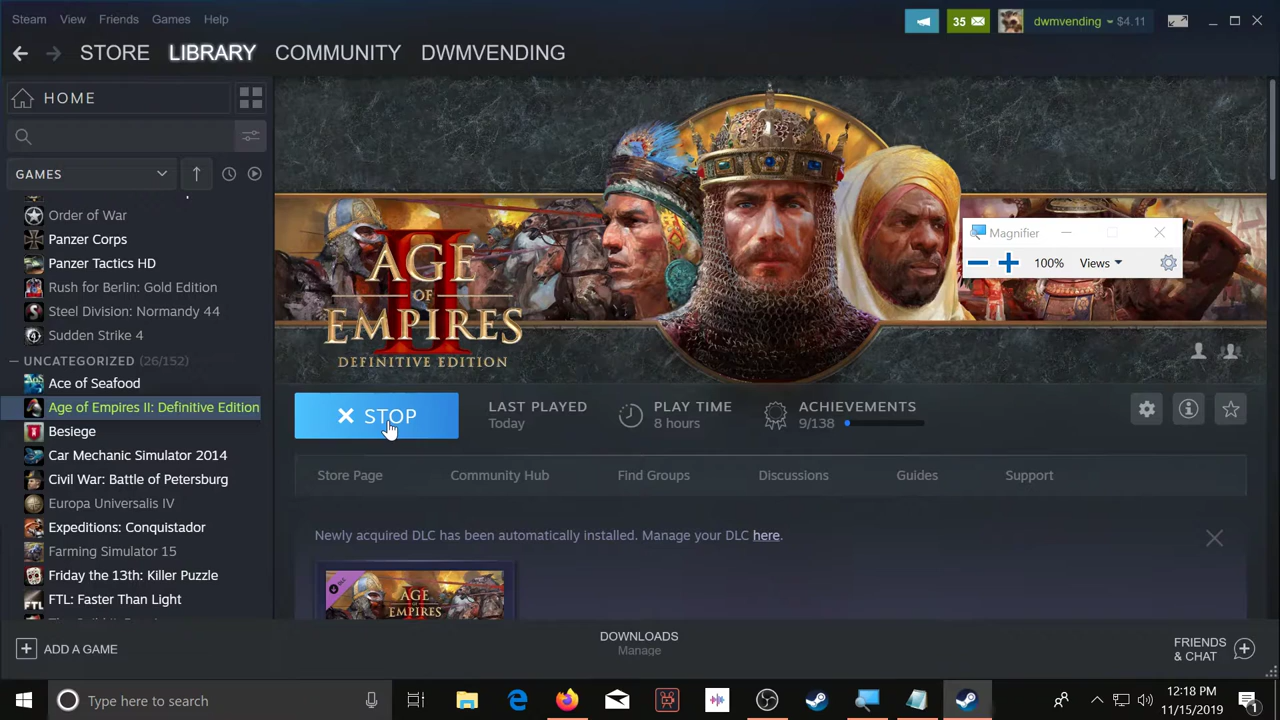 Steam View Friends Games Help
35 dwmvending $4.11
STORE LIBRARY COMMUNITY DWMVENDING
HOME
GAMES
Order of War
Panzer Corps
Panzer Tactics HD
Rush for Berlin: Gold Edition
Steel Division: Normandy 44
Sudden Strike 4
UNCATEGORIZED (26/152)
Ace of Seafood
Age of Empires II: Definitive Edition
Besiege
Car Mechanic Simulator 2014
Civil War: Battle of Petersburg
Europa Universalis IV
Expeditions: Conquistador
Farming Simulator 15
Friday the 13th: Killer Puzzle
FTL: Faster Than Light
ADD A GAME
II
AGE
OF
EMPIRES
DEFINITIVE EDITION
Magnifier
100% Views
STOP
LAST PLAYED
Today
PLAY TIME
8 hours
ACHIEVEMENTS
9/138
Store Page Community Hub Find Groups Discussions Guides Support
Newly acquired DLC has been automatically installed. Manage your DLC here.
AGE
OF
EMPIRES
DOWNLOADS
Manage
FRIENDS
& CHAT
Type here to search
12:18 PM
11/15/2019
1